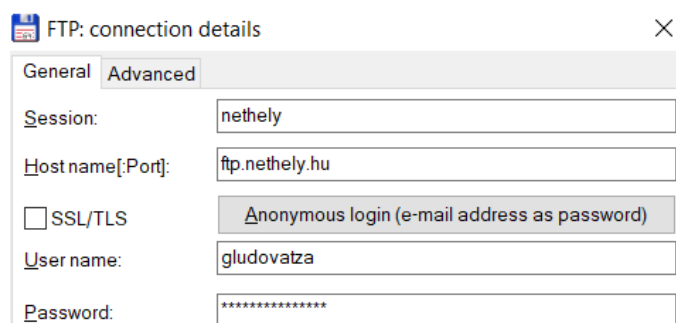 FTP: connection details
General Advanced
Session: nethely
Host name[:Port]: ftp.nethely.hu
SSL/TLS Anonymous login (e-mail address as password)
User name: gludovatza
Password: ***************